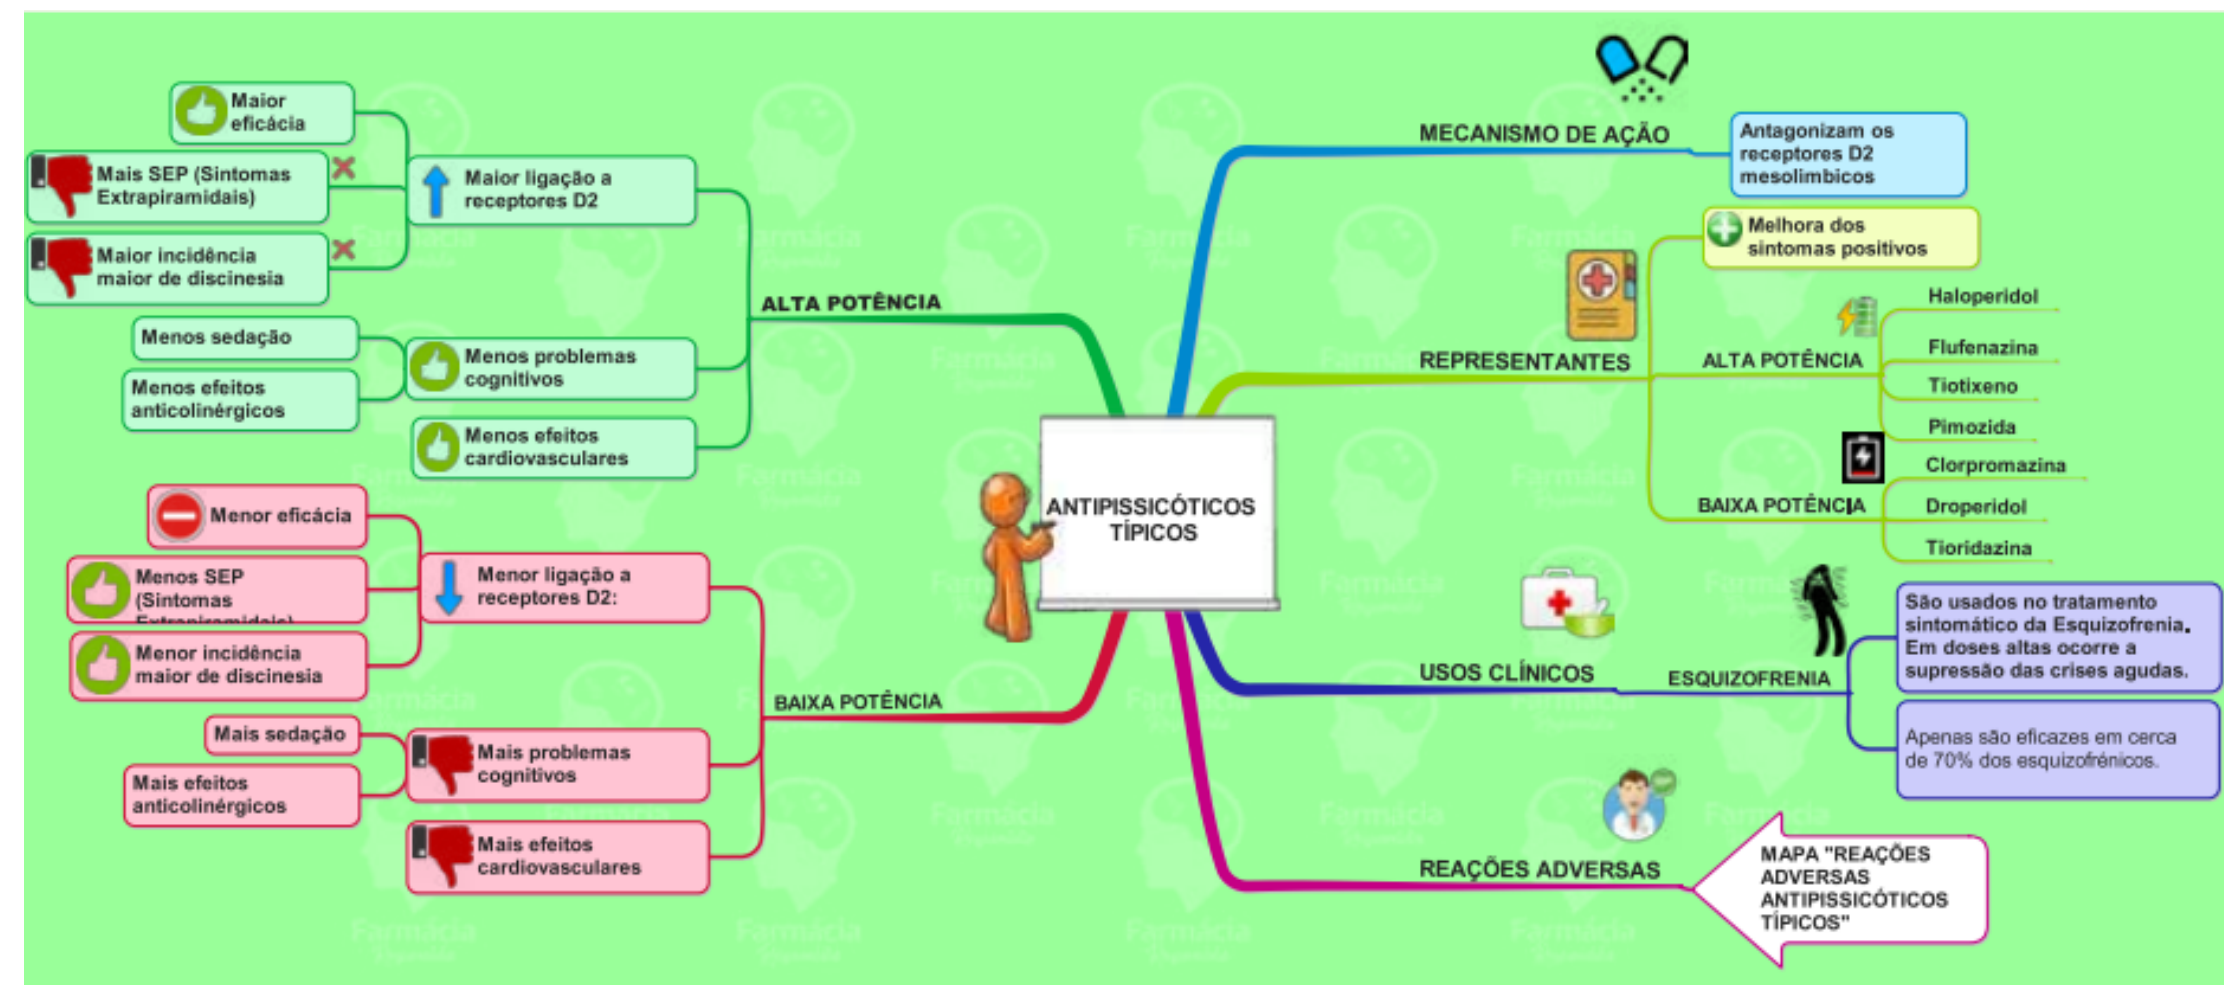 ANTIPISSICÓTICOS
TÍPICOS
MECANISMO DE AÇÃO
Antagonizam os
receptores D2
mesolimbicos
REPRESENTANTES
Melhora dos
sintomas positivos
ALTA POTÊNCIA
Haloperidol
Flufenazina
Tiotixeno
Pimozida
BAIXA POTÊNCIA
Clorpromazina
Droperidol
Tioridazina
USOS CLÍNICOS
ESQUIZOFRENIA
São usados no tratamento
sintomático da Esquizofrenia.
Em doses altas ocorre a
supressão das crises agudas.
Apenas são eficazes em cerca
de 70% dos esquizofrénicos.
REAÇÕES ADVERSAS
MAPA "REAÇÕES
ADVERSAS
ANTIPISSICÓTICOS
TÍPICOS"
ALTA POTÊNCIA
Maior ligação a
receptores D2
Maior
eficácia
Mais SEP (Sintomas
Extrapiramidais)
Maior incidência
maior de discinesia
Menos problemas
cognitivos
Menos sedação
Menos efeitos
anticolinérgicos
Menos efeitos
cardiovasculares
BAIXA POTÊNCIA
Menor ligação a
receptores D2:
Menor eficácia
Menos SEP
(Sintomas
Extrapiramidais)
Menor incidência
maior de discinesia
Mais problemas
cognitivos
Mais sedação
Mais efeitos
anticolinérgicos
Mais efeitos
cardiovasculares
Farmácia